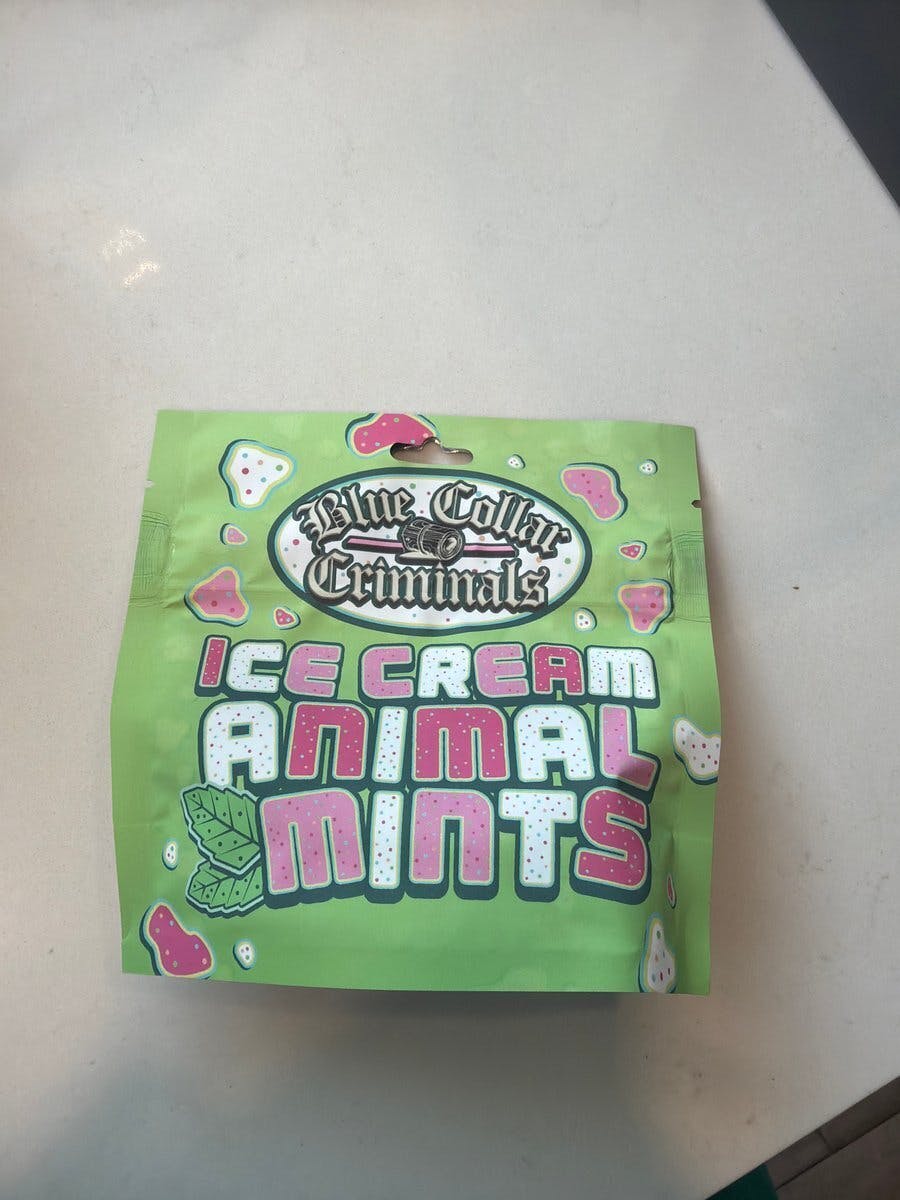 Blue Collar
Criminals
ICE CREAM
ANIMAL
MINTS